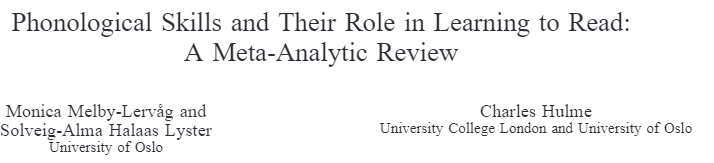 Phonological Skills and Their Role in Learning to Read:
A Meta-Analytic Review
Monica Melby-Lervåg and
Solveig-Alma Halaas Lyster
University of Oslo
Charles Hulme
University College London and University of Oslo